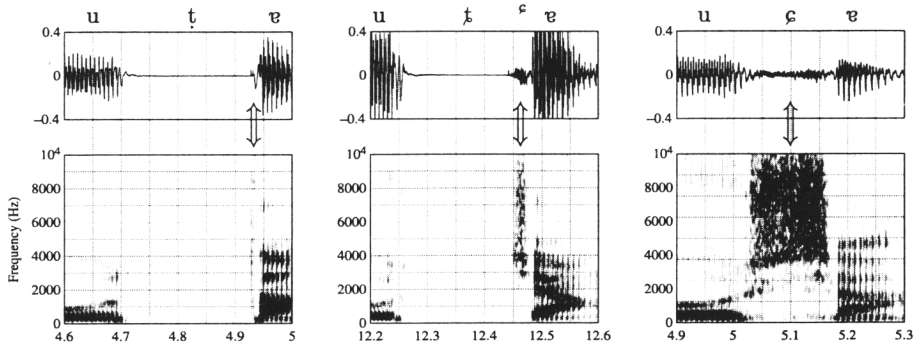 u ṭ ɐ u ȶ ᶝ ɐ u ɕ ɐ
0.4 0.4 0.4
0 0 0
−0.4 −0.4 −0.4
10⁴ 10⁴ 10⁴
8000 8000 8000
6000 6000 6000
4000 4000 4000
2000 2000 2000
0 0 0
Frequency (Hz)
4.6 4.7 4.8 4.9 5 12.2 12.3 12.4 12.5 12.6 4.9 5 5.1 5.2 5.3